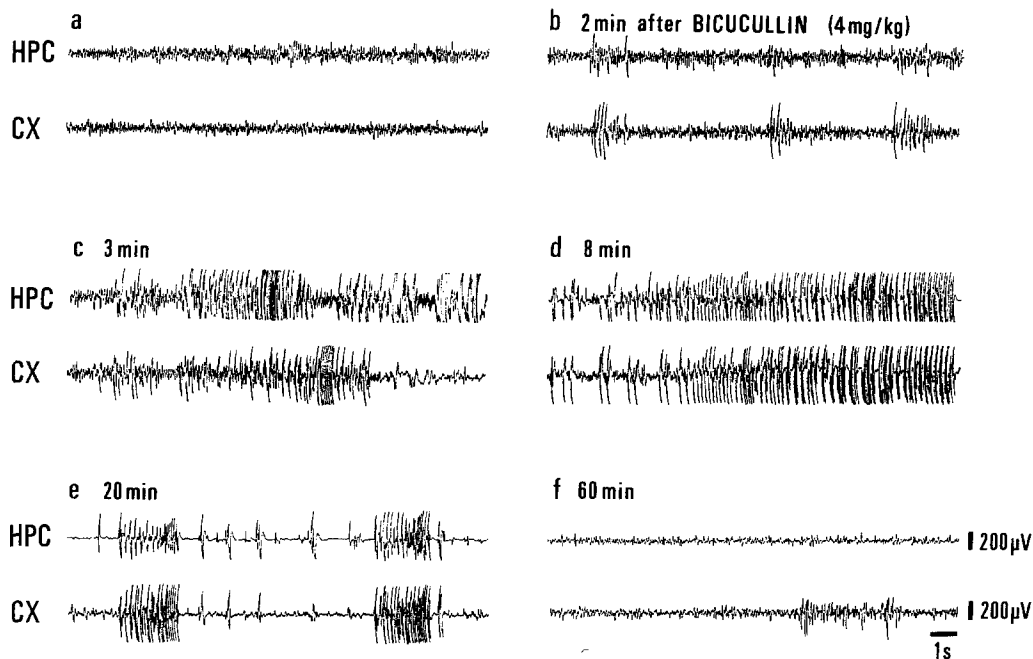 a
HPC
CX
b 2 min after BICUCULLIN (4 mg/kg)
c 3 min
HPC
CX
d 8 min
e 20 min
HPC
CX
f 60 min
200 µV
200 µV
1s